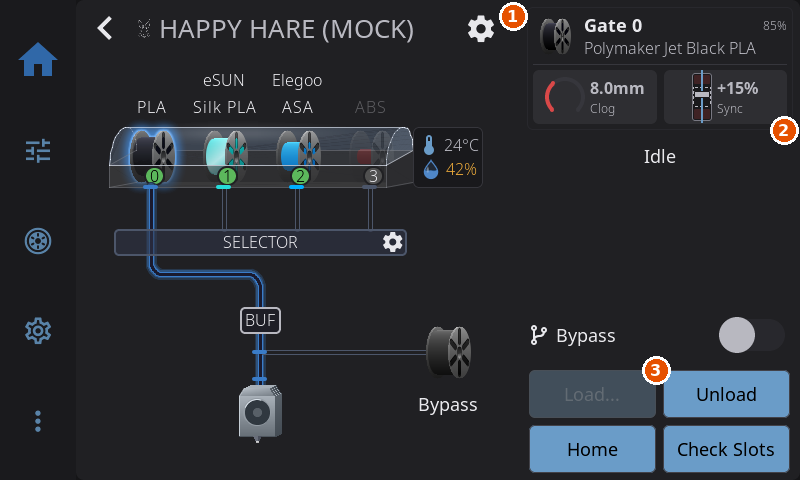 HAPPY HARE (MOCK)
1
Gate 0
85%
Polymaker Jet Black PLA
8.0mm
Clog
+15%
Sync
2
Idle
eSUN
Elegoo
PLA
Silk PLA
ASA
ABS
0
1
2
3
24°C
42%
SELECTOR
BUF
Bypass
Bypass
3
Load...
Unload
Home
Check Slots